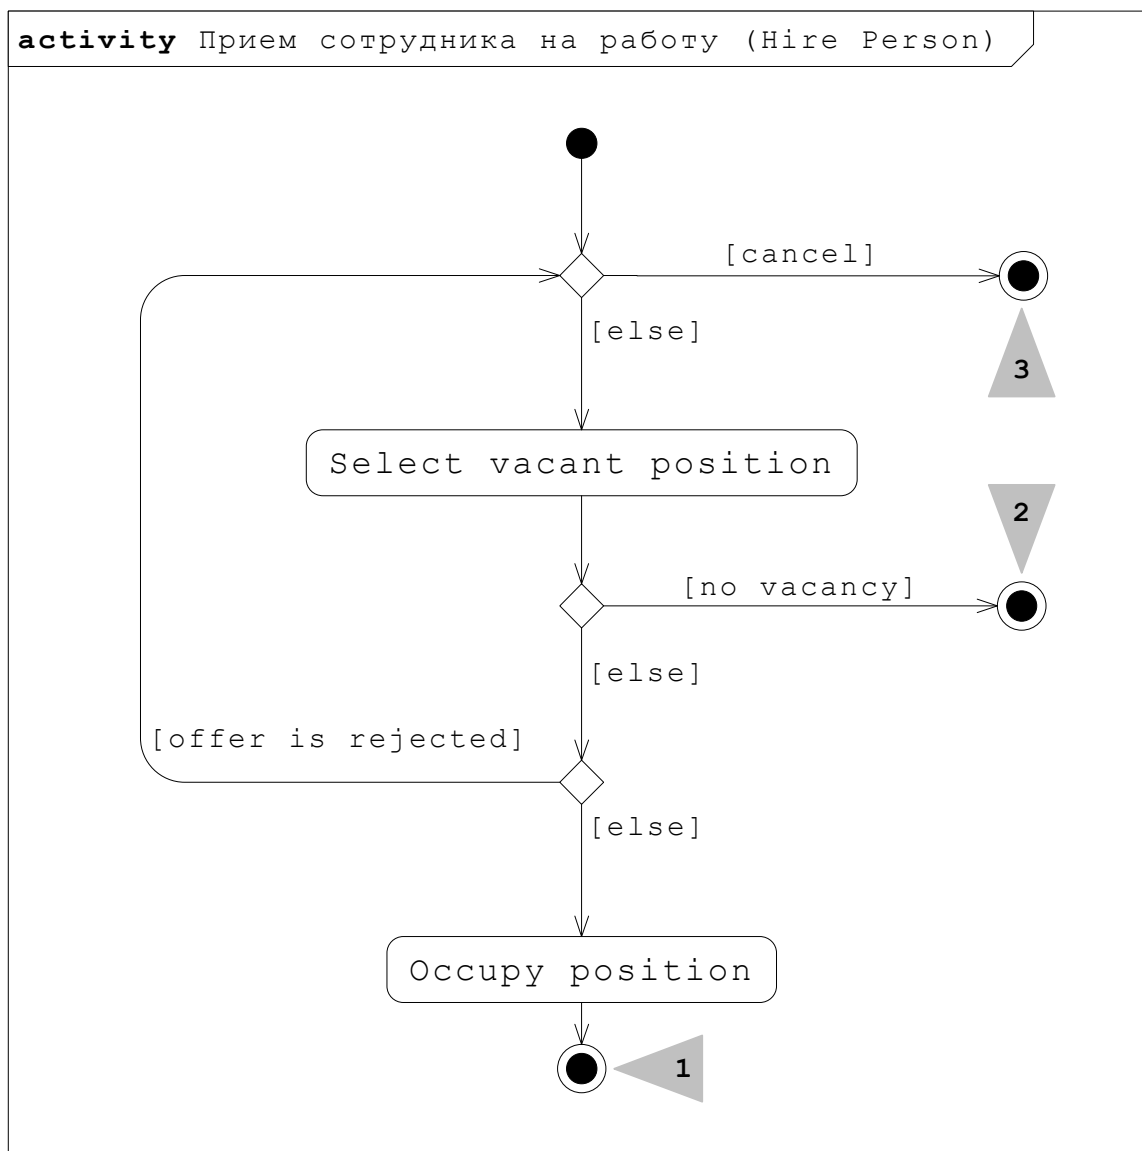 activity Прием сотрудника на работу (Hire Person)
[cancel]
[else]
3
Select vacant position
2
[no vacancy]
[else]
[offer is rejected]
[else]
Occupy position
1